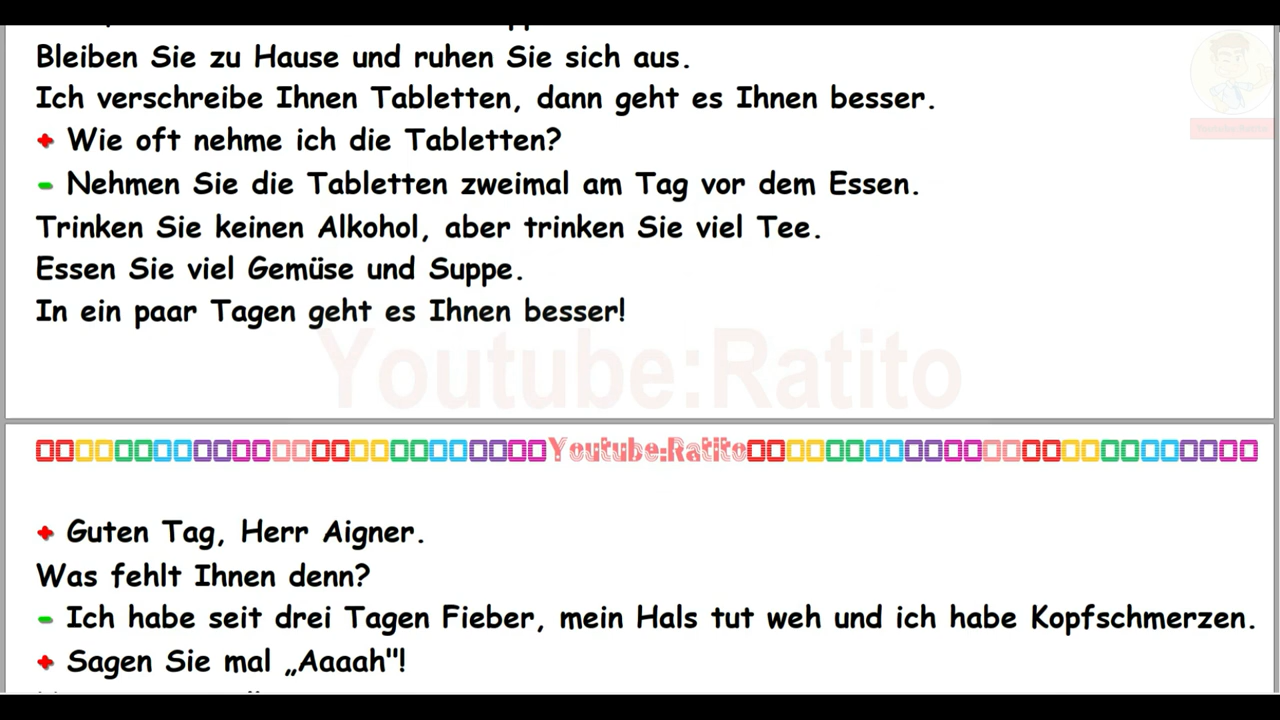 Bleiben Sie zu Hause und ruhen Sie sich aus.
Ich verschreibe Ihnen Tabletten, dann geht es Ihnen besser.
+ Wie oft nehme ich die Tabletten?
- Nehmen Sie die Tabletten zweimal am Tag vor dem Essen.
Trinken Sie keinen Alkohol, aber trinken Sie viel Tee.
Essen Sie viel Gemüse und Suppe.
In ein paar Tagen geht es Ihnen besser!
Youtube:Ratito
Youtube:Ratito
+ Guten Tag, Herr Aigner.
Was fehlt Ihnen denn?
- Ich habe seit drei Tagen Fieber, mein Hals tut weh und ich habe Kopfschmerzen.
+ Sagen Sie mal „Aaaah"!